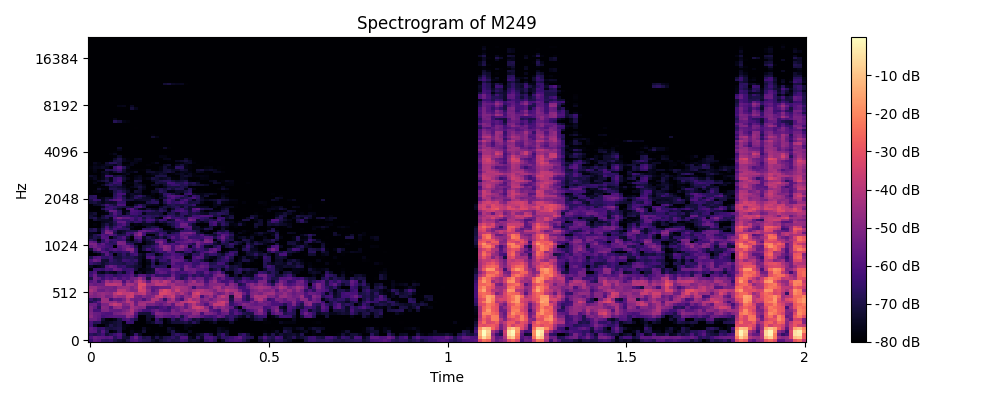 Spectrogram of M249
16384
8192
4096
2048
1024
512
0
Hz
0
0.5
1
1.5
2
Time
-10 dB
-20 dB
-30 dB
-40 dB
-50 dB
-60 dB
-70 dB
-80 dB